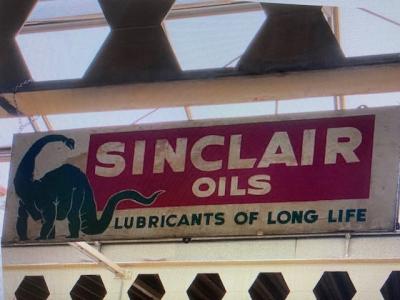 SINCLAIR
OILS
LUBRICANTS OF LONG LIFE